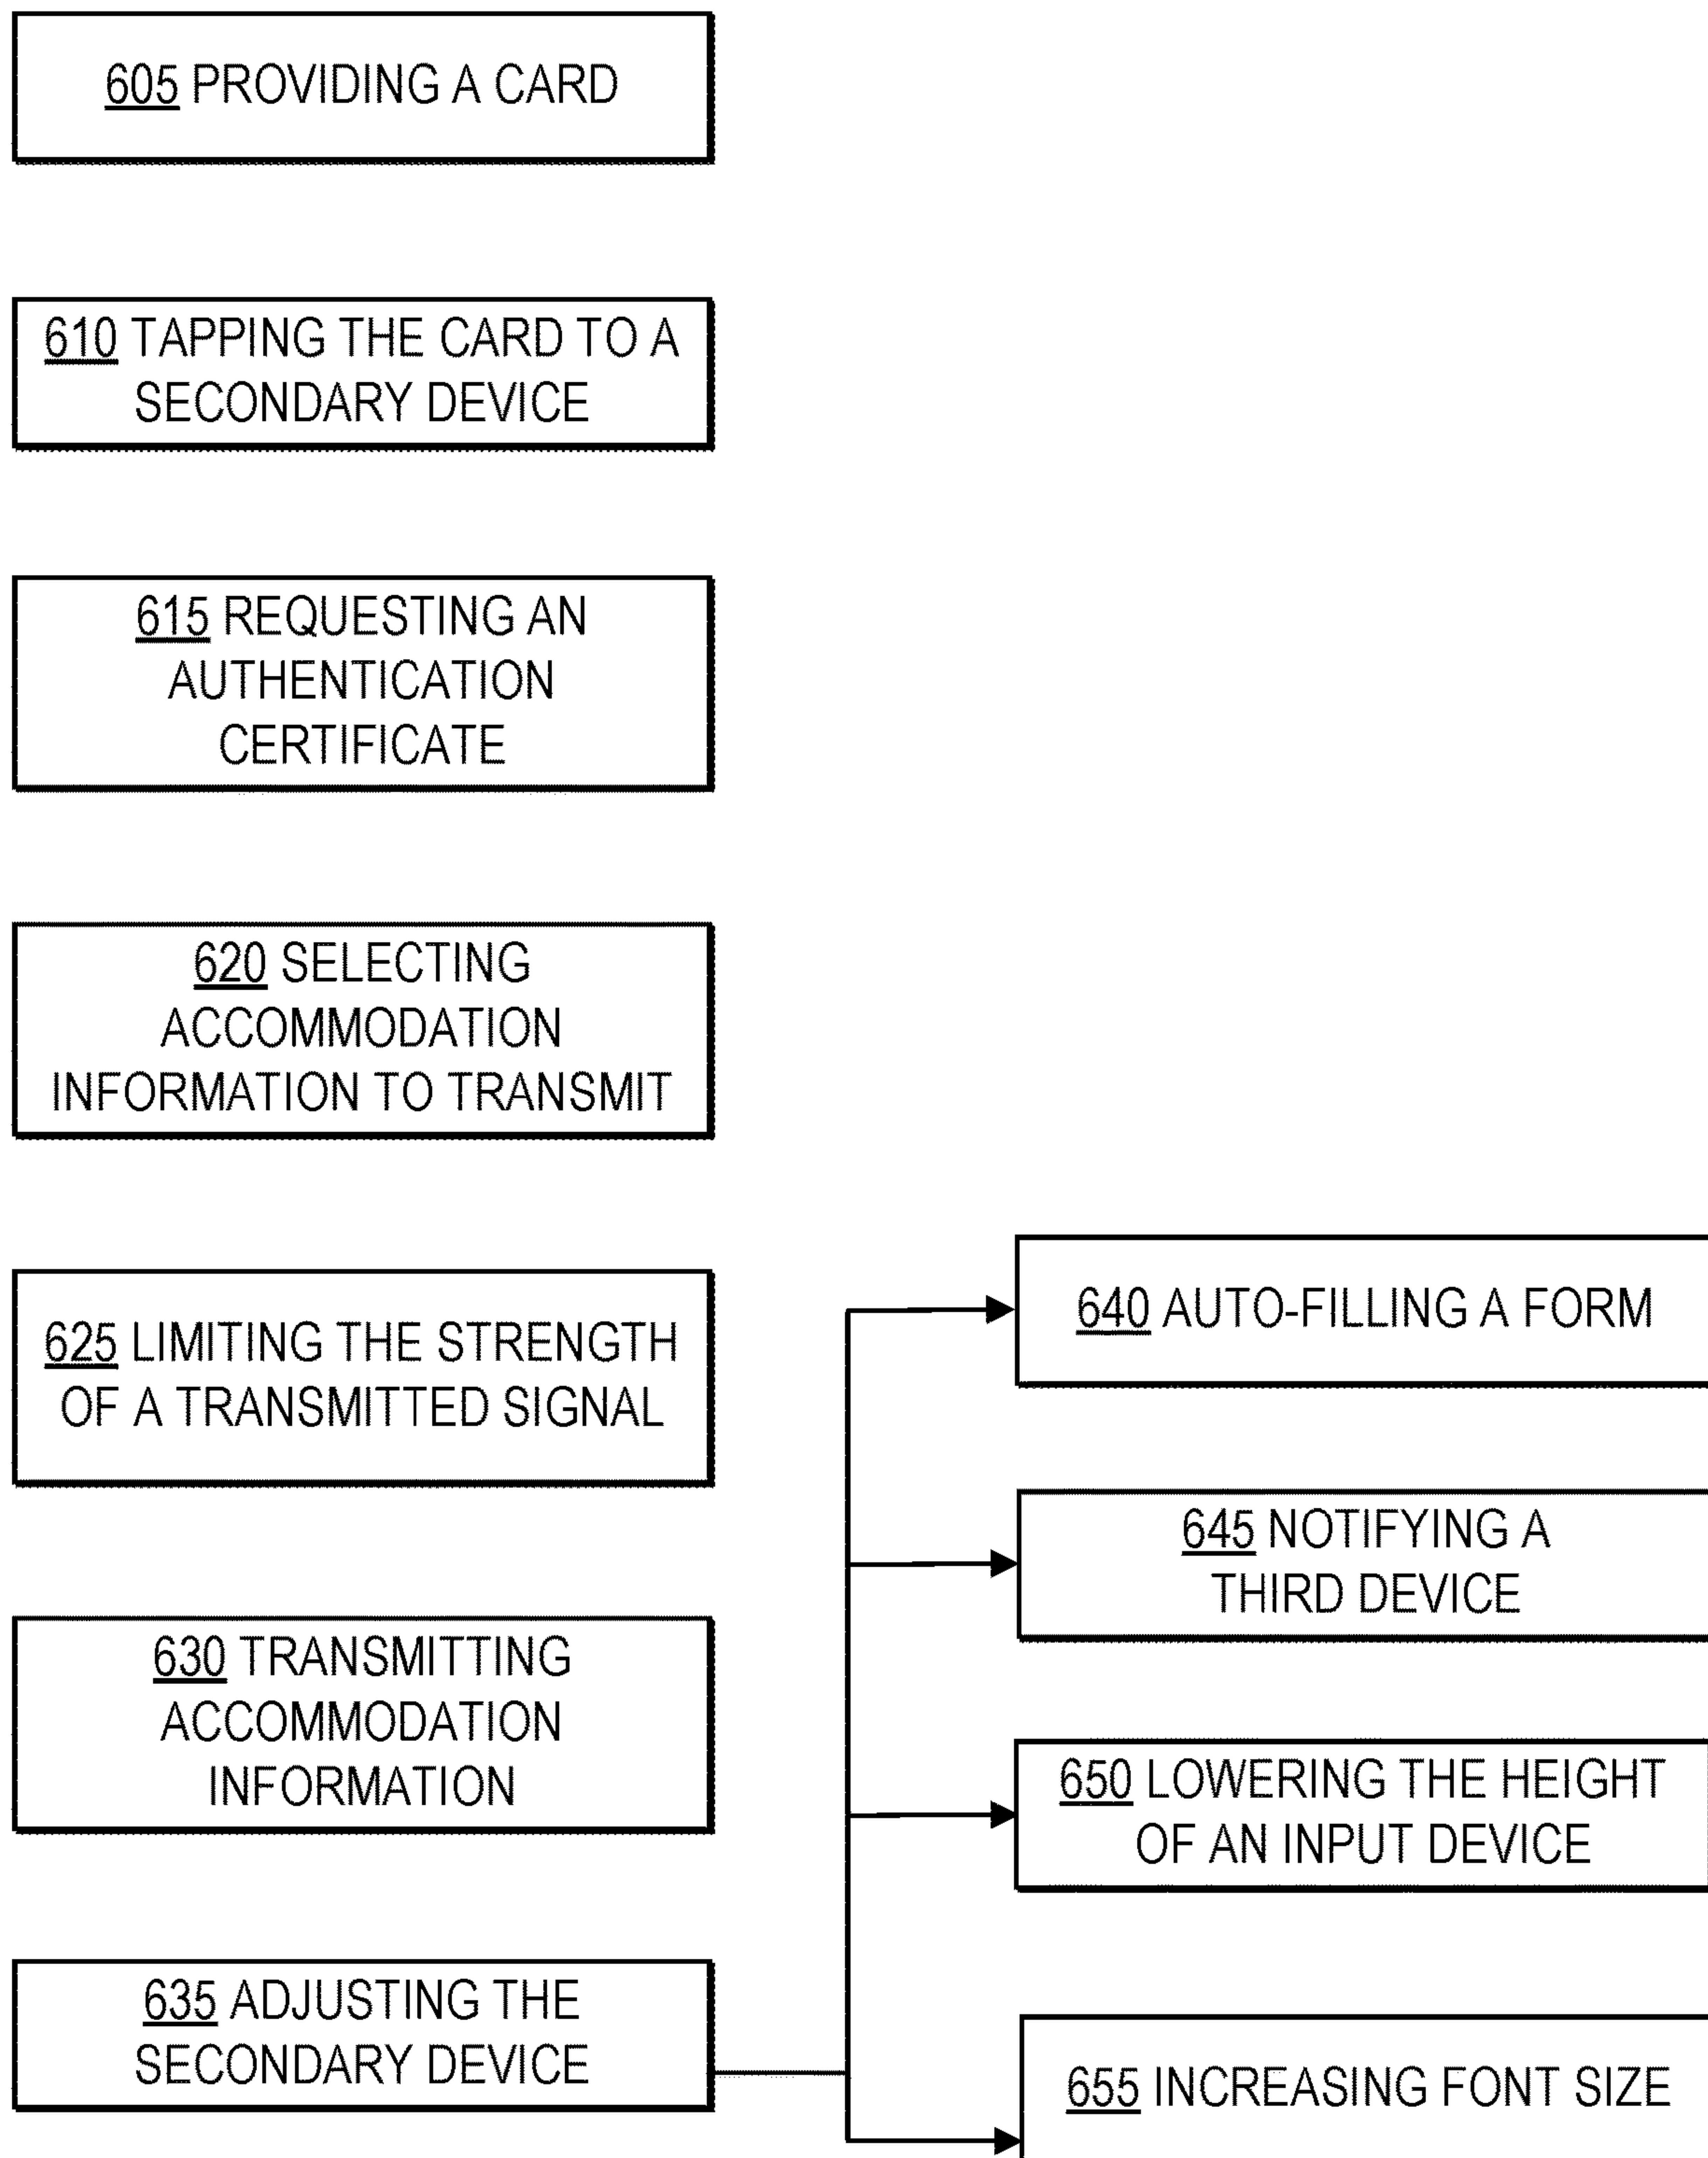 605 PROVIDING A CARD
610 TAPPING THE CARD TO A
SECONDARY DEVICE
615 REQUESTING AN
AUTHENTICATION
CERTIFICATE
620 SELECTING
ACCOMMODATION
INFORMATION TO TRANSMIT
625 LIMITING THE STRENGTH
OF A TRANSMITTED SIGNAL
630 TRANSMITTING
ACCOMMODATION
INFORMATION
635 ADJUSTING THE
SECONDARY DEVICE
640 AUTO-FILLING A FORM
645 NOTIFYING A
THIRD DEVICE
650 LOWERING THE HEIGHT
OF AN INPUT DEVICE
655 INCREASING FONT SIZE